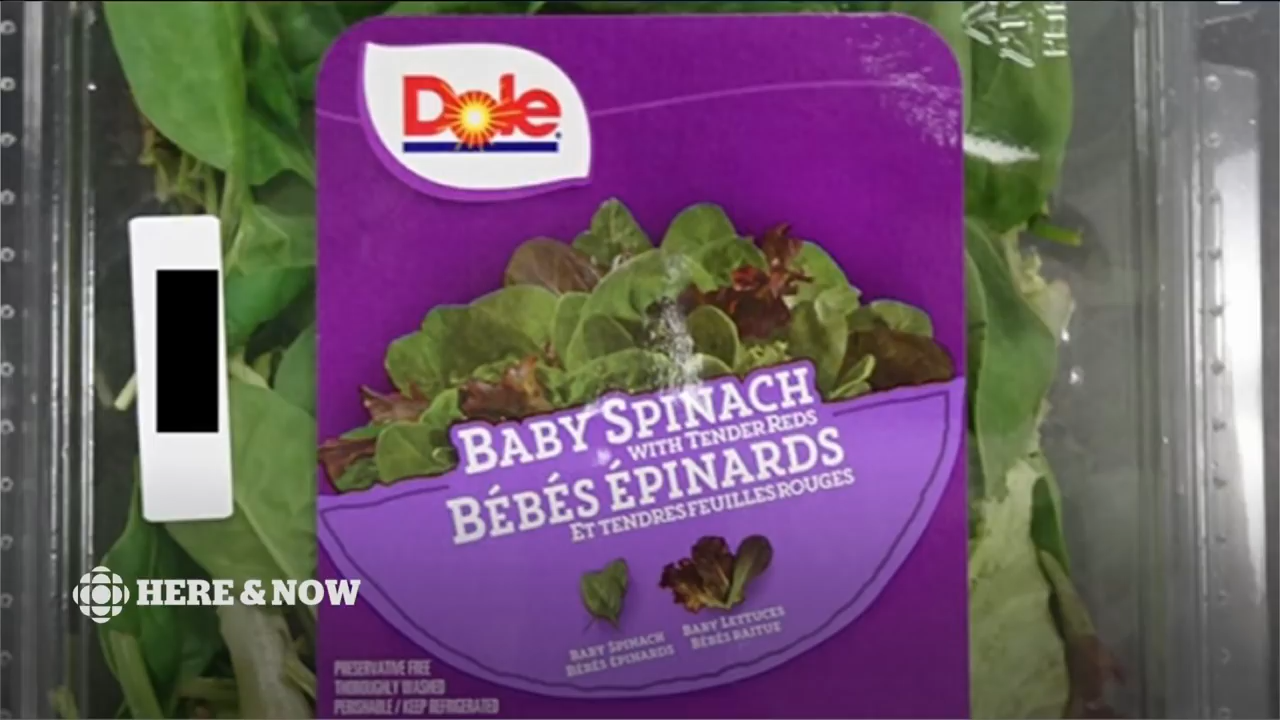 Dole
BABY SPINACH
WITH TENDER REDS
BÉBÉS ÉPINARDS
ET TENDRES FEUILLES ROUGES
BABY SPINACH
BÉBÉS ÉPINARDS
BABY LETTUCES
BÉBÉS LAITUE
HERE & NOW
PRESERVATIVE FREE
THOROUGHLY WASHED
PERISHABLE / KEEP REFRIGERATED